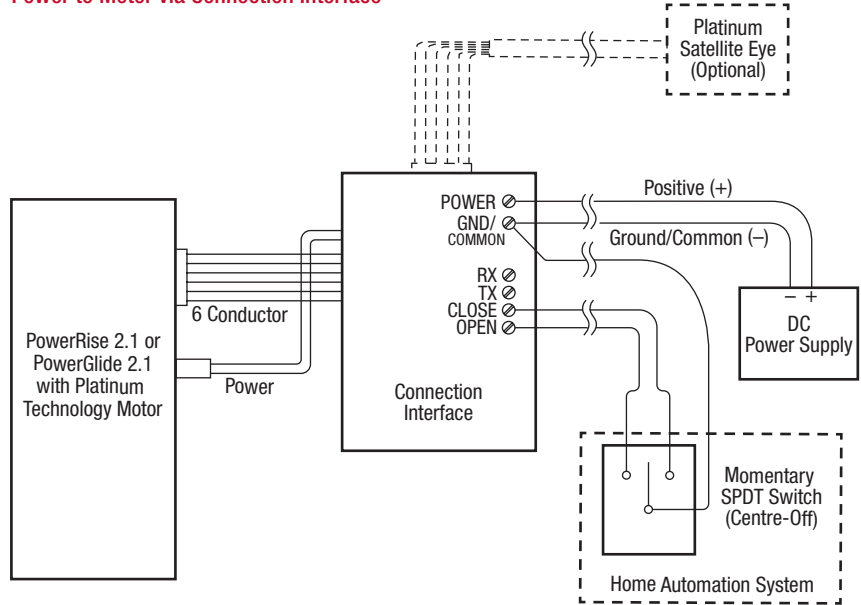 Power to Motor via Connection Interface
Platinum
Satellite Eye
(Optional)
POWER
GND/
COMMON
RX
TX
CLOSE
OPEN
Positive (+)
Ground/Common (–)
– +
DC
Power Supply
6 Conductor
Power
PowerRise 2.1 or
PowerGlide 2.1
with Platinum
Technology Motor
Connection
Interface
Momentary
SPDT Switch
(Centre-Off)
Home Automation System